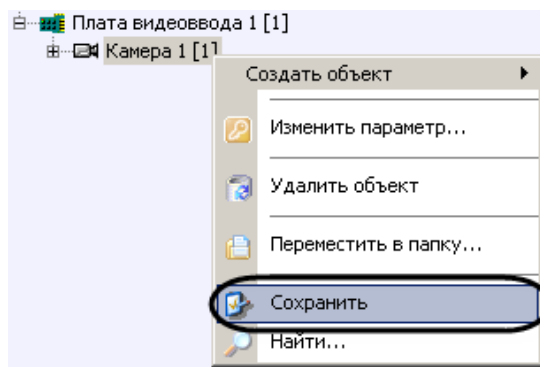 Плата видеоввода 1 [1]
Камера 1 [1]
Создать объект
Изменить параметр...
Удалить объект
Переместить в папку...
Сохранить
Найти...